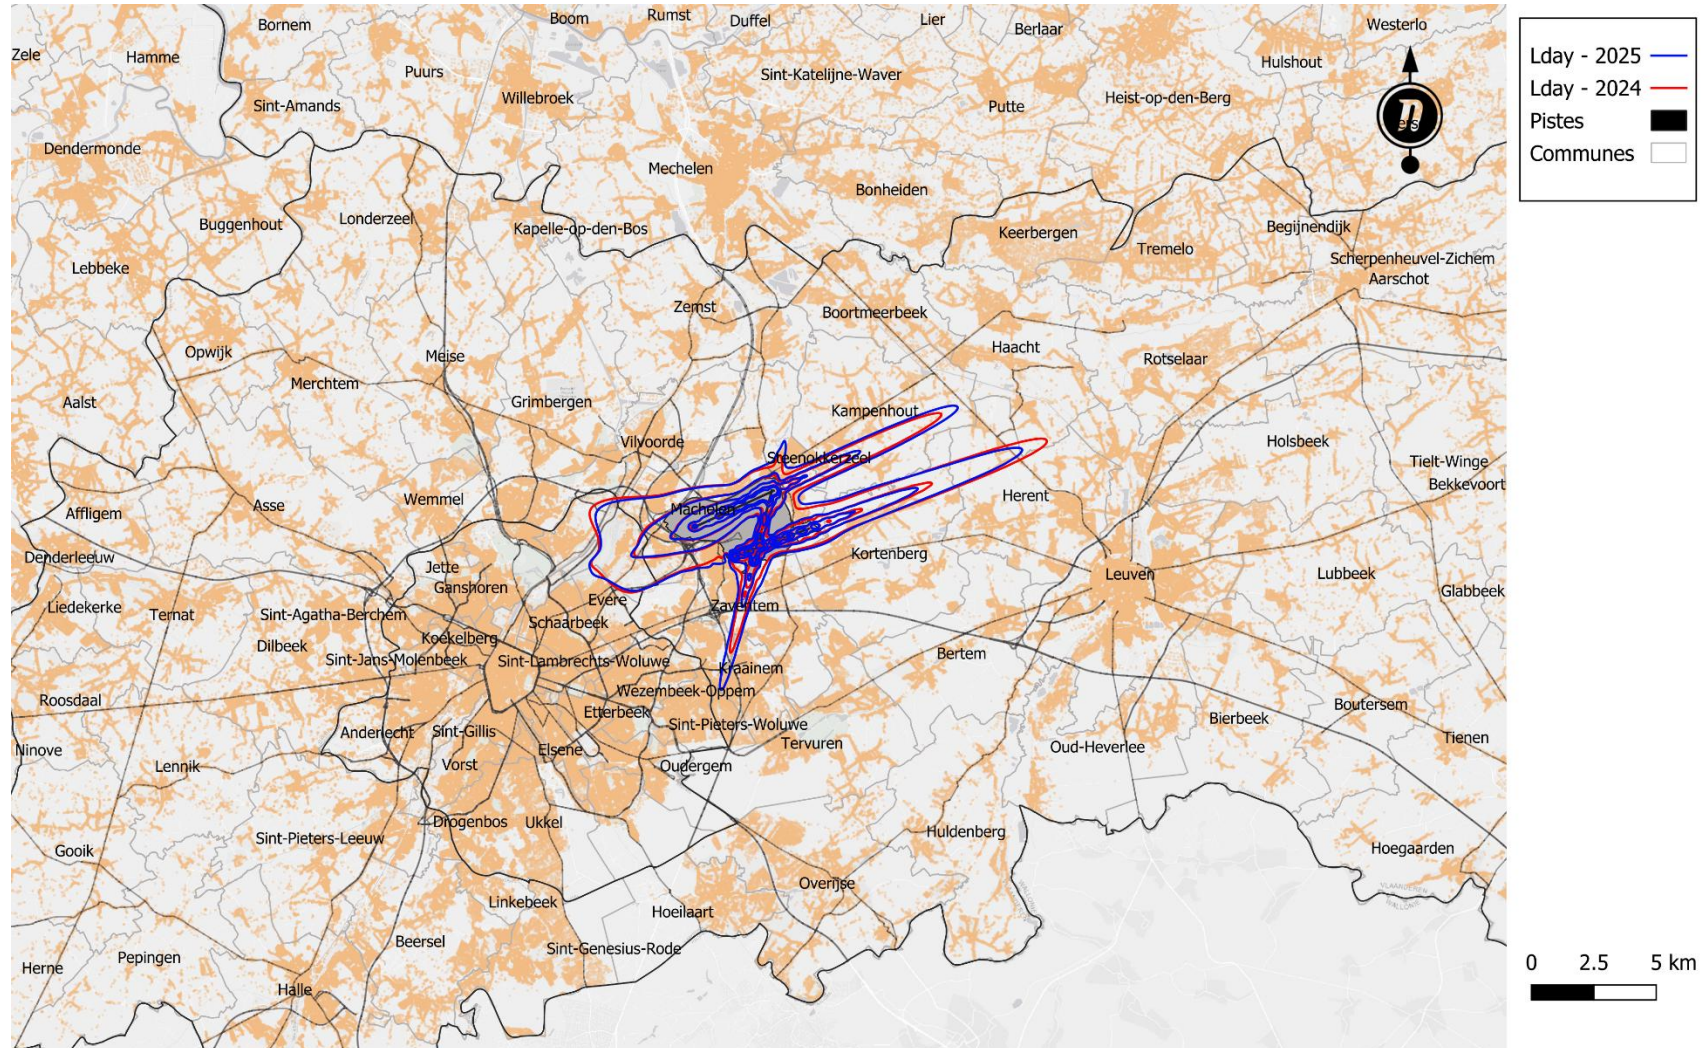 Bornem
Boom
Rumst
Duffel
Lier
Berlaar
Westerlo
Zele
Hamme
Puurs
Sint-Katelijne-Waver
Hulshout
Sint-Amands
Willebroek
Putte
Heist-op-den-Berg
Dendermonde
Mechelen
Bonheiden
Buggenhout
Londerzeel
Kapelle-op-den-Bos
Keerbergen
Begijnendijk
Tremelo
Lebbeke
Scherpenheuvel-Zichem
Aarschot
Zemst
Boortmeerbeek
Opwijk
Meise
Haacht
Rotselaar
Merchtem
Aalst
Grimbergen
Kampenhout
Vilvoorde
Holsbeek
Steenokkerzeel
Tielt-Winge
Bekkevoort
Wemmel
Herent
Affligem
Asse
Machelen
Denderleeuw
Kortenberg
Jette
Ganshoren
Leuven
Lubbeek
Glabbeek
Liedekerke
Ternat
Sint-Agatha-Berchem
Evere
Zaventem
Schaarbeek
Dilbeek
Koekelberg
Sint-Jans-Molenbeek
Sint-Lambrechts-Woluwe
Kraainem
Bertem
Roosdaal
Wezembeek-Oppem
Etterbeek
Sint-Pieters-Woluwe
Boutersem
Bierbeek
Anderlecht
Sint-Gillis
Tervuren
Oud-Heverlee
Tienen
Ninove
Elsene
Lennik
Vorst
Oudergem
Drogenbos
Ukkel
Sint-Pieters-Leeuw
Huldenberg
Gooik
Hoegaarden
Overijse
VLAANDEREN
WALLONIE
Linkebeek
Hoeilaart
Beersel
Sint-Genesius-Rode
Pepingen
Herne
Halle
Lday - 2025
Lday - 2024
Pistes
Communes
0 2.5 5 km